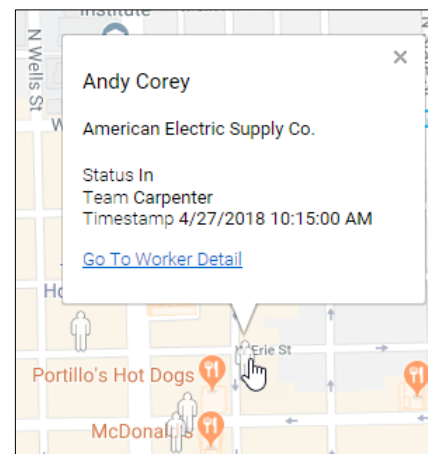 Institute
N Wells St
Andy Corey
American Electric Supply Co.
Status In
Team Carpenter
Timestamp 4/27/2018 10:15:00 AM
Go To Worker Detail
Erie St
Portillo's Hot Dogs
McDonald's